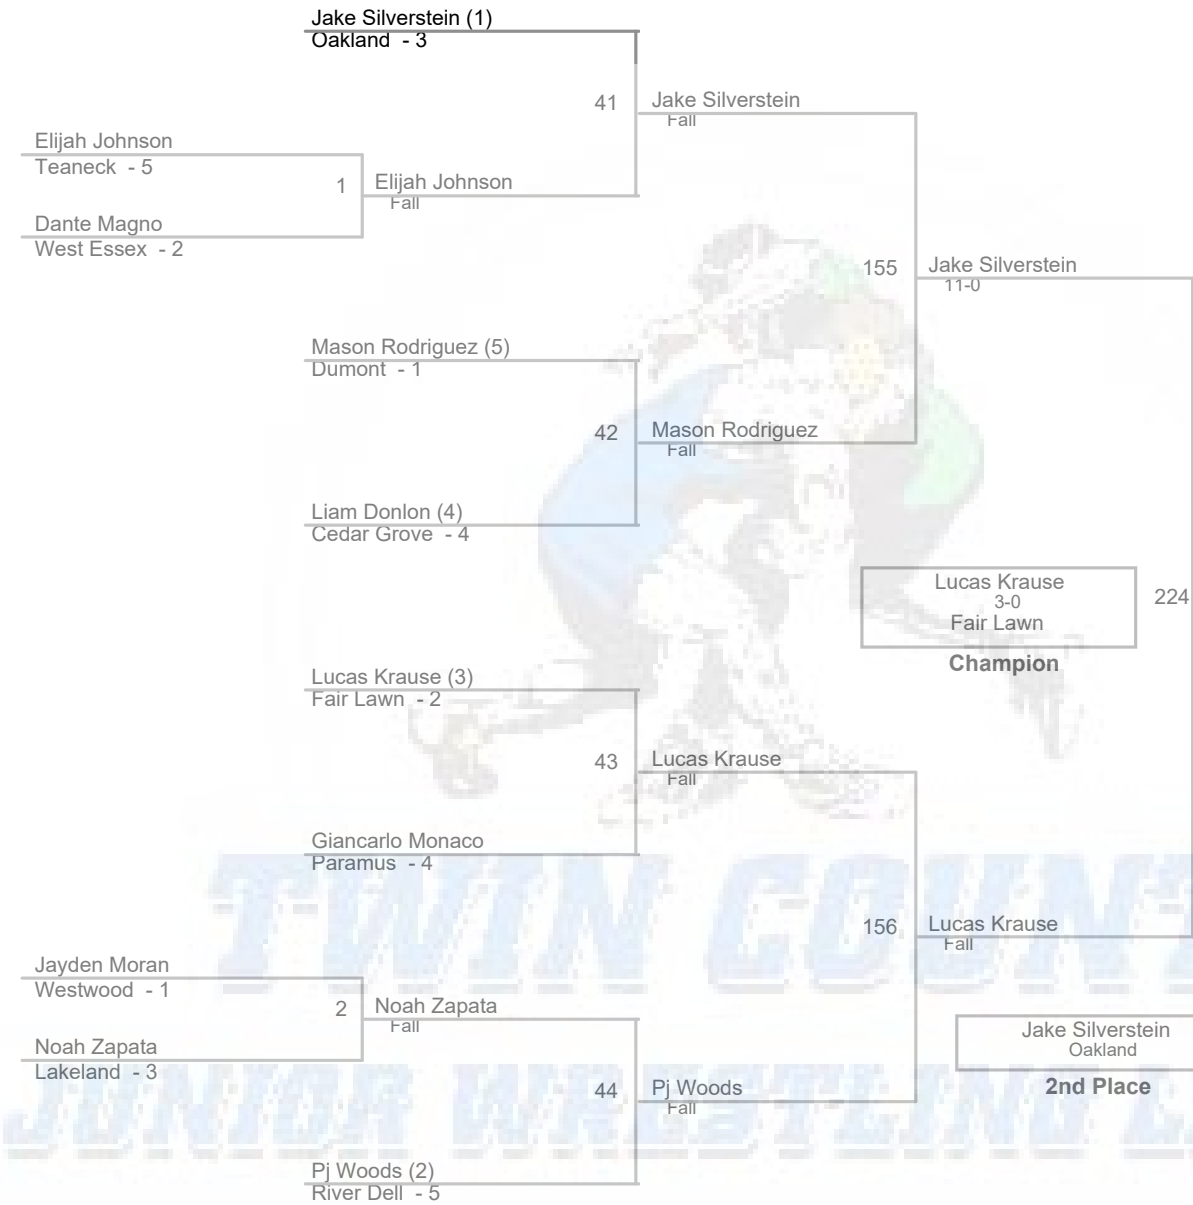 Jake Silverstein (1)
Oakland - 3
41
Jake Silverstein
Fall
Elijah Johnson
Teaneck - 5
1
Elijah Johnson
Fall
Dante Magno
West Essex - 2
155
Jake Silverstein
11-0
Mason Rodriguez (5)
Dumont - 1
42
Mason Rodriguez
Fall
Liam Donlon (4)
Cedar Grove - 4
Lucas Krause
3-0
Fair Lawn
224
Champion
Lucas Krause (3)
Fair Lawn - 2
43
Lucas Krause
Fall
Giancarlo Monaco
Paramus - 4
TWIN COUNT
156
Lucas Krause
Fall
Jayden Moran
Westwood - 1
2
Noah Zapata
Fall
Noah Zapata
Lakeland - 3
Jake Silverstein
Oakland
2nd Place
44
Pj Woods
Fall
JUNIOR WRESTLING L
Pj Woods (2)
River Dell - 5